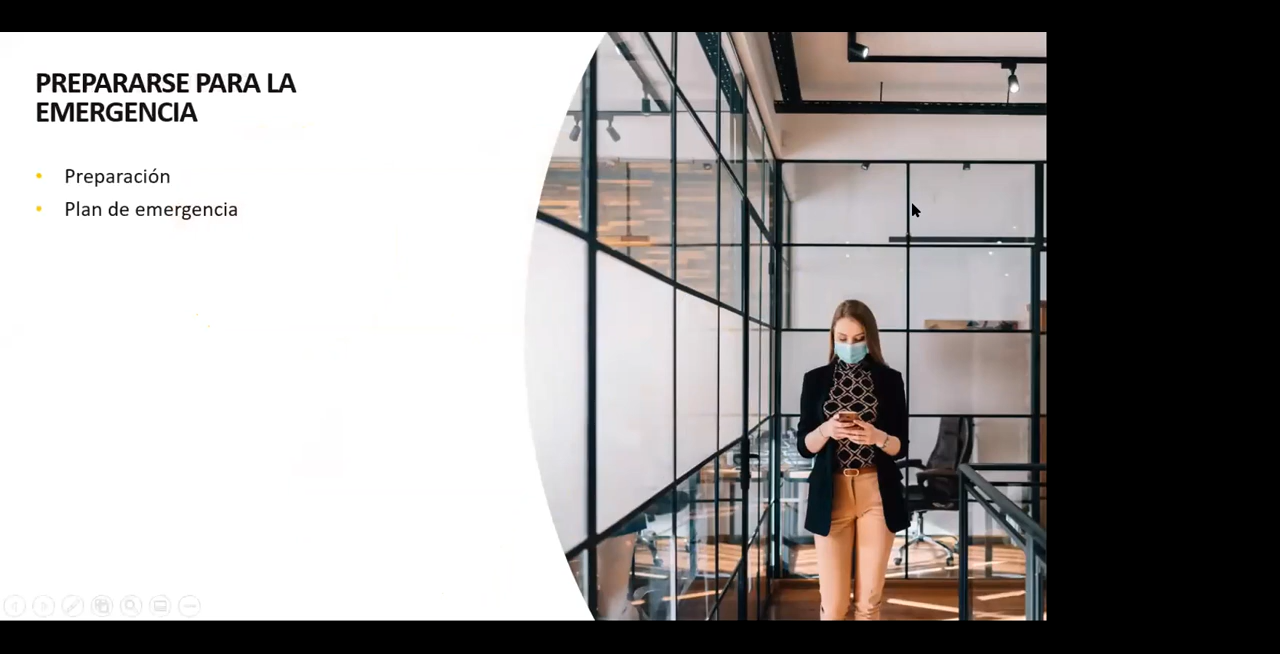 PREPARARSE PARA LA
EMERGENCIA
• Preparación
• Plan de emergencia